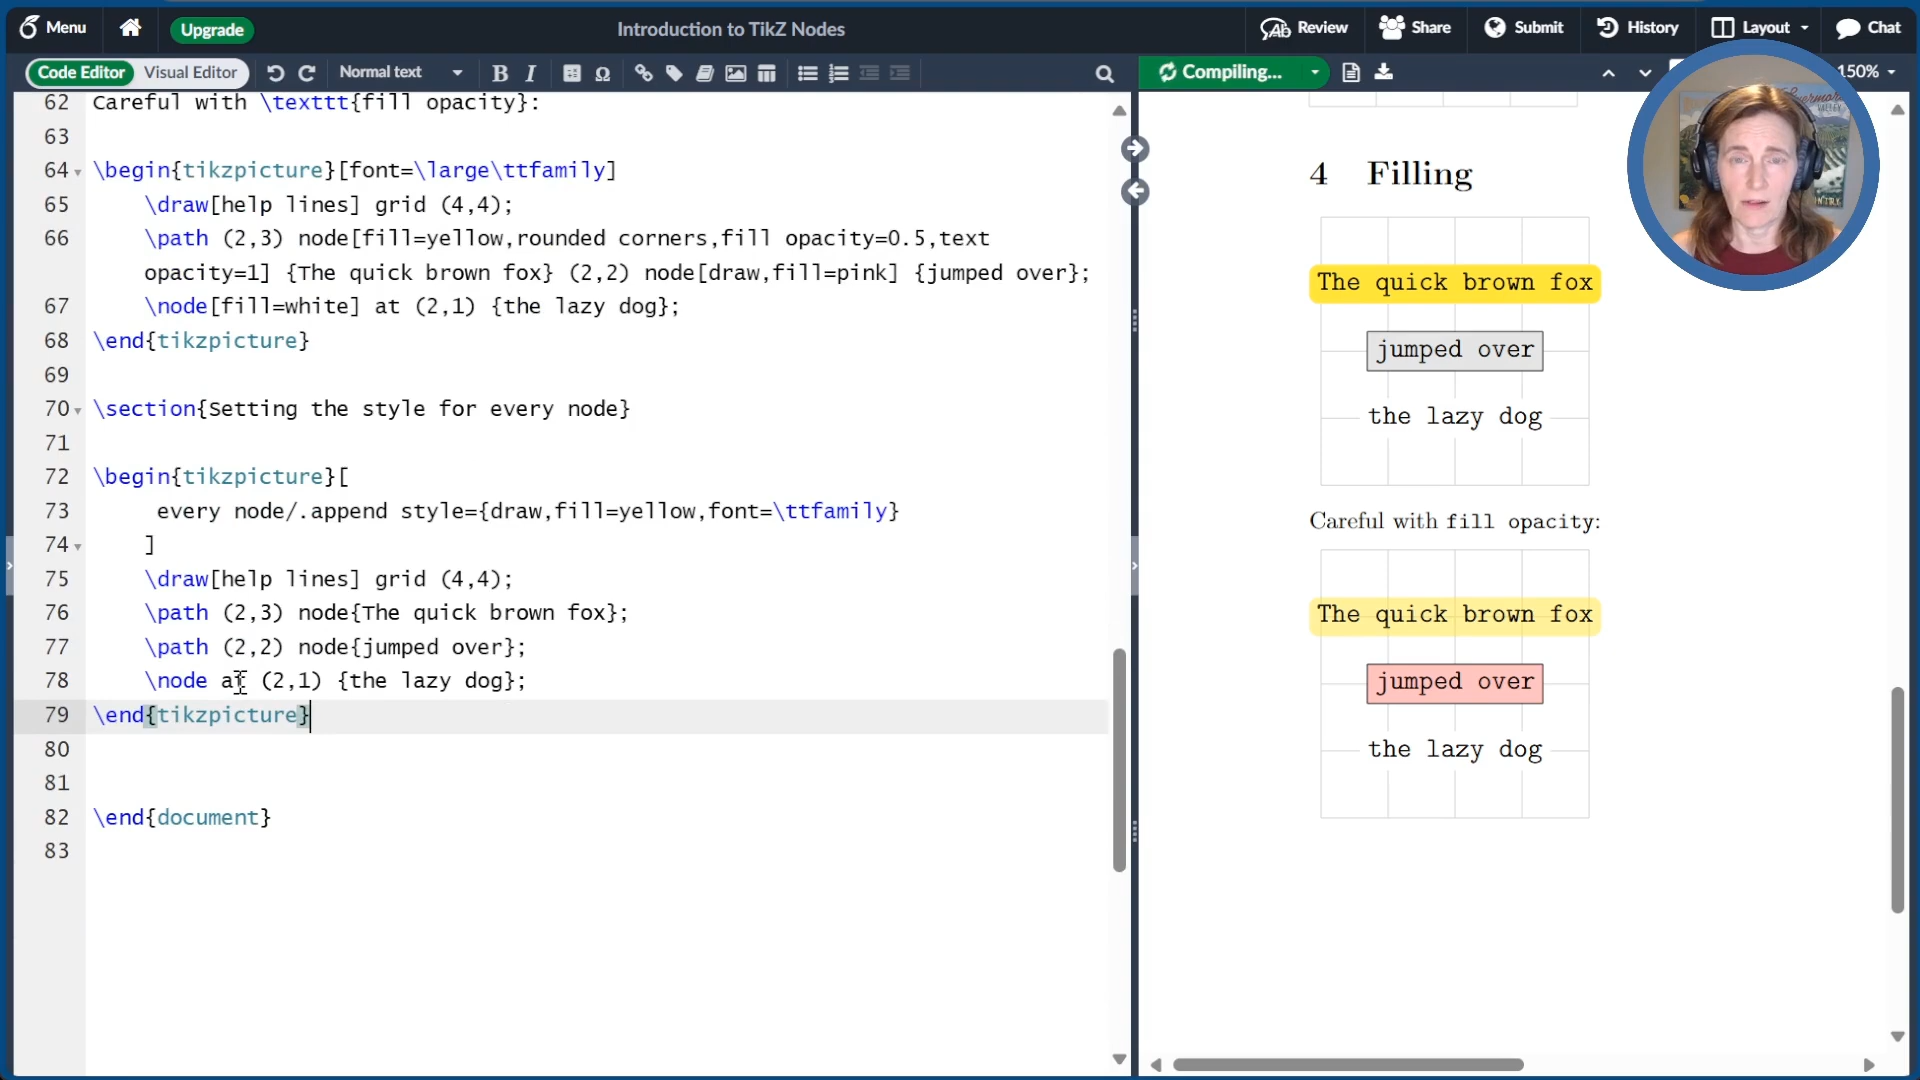 Menu
Upgrade
Introduction to TikZ Nodes
Review
Share
Submit
History
Layout
Chat
Code Editor
Visual Editor
Normal text
B I
Ω
Compiling...
150%
62 Careful with \texttt{fill opacity}:
63
64 \begin{tikzpicture}[font=\large\ttfamily]
65 \draw[help lines] grid (4,4);
66 \path (2,3) node[fill=yellow,rounded corners,fill opacity=0.5,text
opacity=1] {The quick brown fox} (2,2) node[draw,fill=pink] {jumped over};
67 \node[fill=white] at (2,1) {the lazy dog};
68 \end{tikzpicture}
69
70 \section{Setting the style for every node}
71
72 \begin{tikzpicture}[
73 every node/.append style={draw,fill=yellow,font=\ttfamily}
74 ]
75 \draw[help lines] grid (4,4);
76 \path (2,3) node{The quick brown fox};
77 \path (2,2) node{jumped over};
78 \node at (2,1) {the lazy dog};
79 \end{tikzpicture}
80
81
82 \end{document}
83
4 Filling
The quick brown fox
jumped over
the lazy dog
Careful with fill opacity:
The quick brown fox
jumped over
the lazy dog